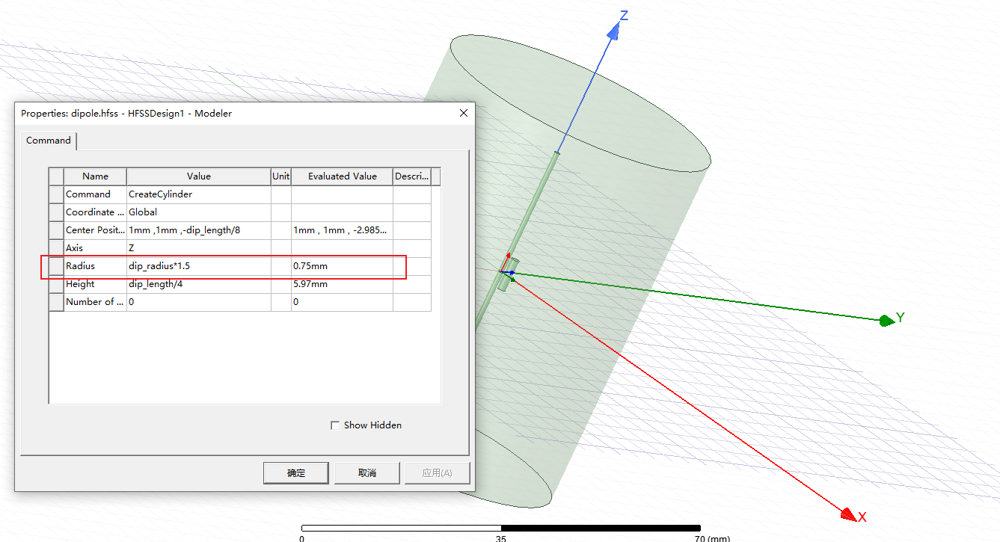 Z
Properties: dipole.hfss - HFSSDesign1 - Modeler
Command
Name Value Unit Evaluated Value Descri...
Command CreateCylinder
Coordinate ... Global
Center Posit... 1mm ,1mm ,-dip_length/8 1mm , 1mm , -2.985...
Axis Z
Radius dip_radius*1.5 0.75mm
Height dip_length/4 5.97mm
Number of ... 0 0
Y
Show Hidden
确定 取消 应用(A)
X
0 35 70 (mm)